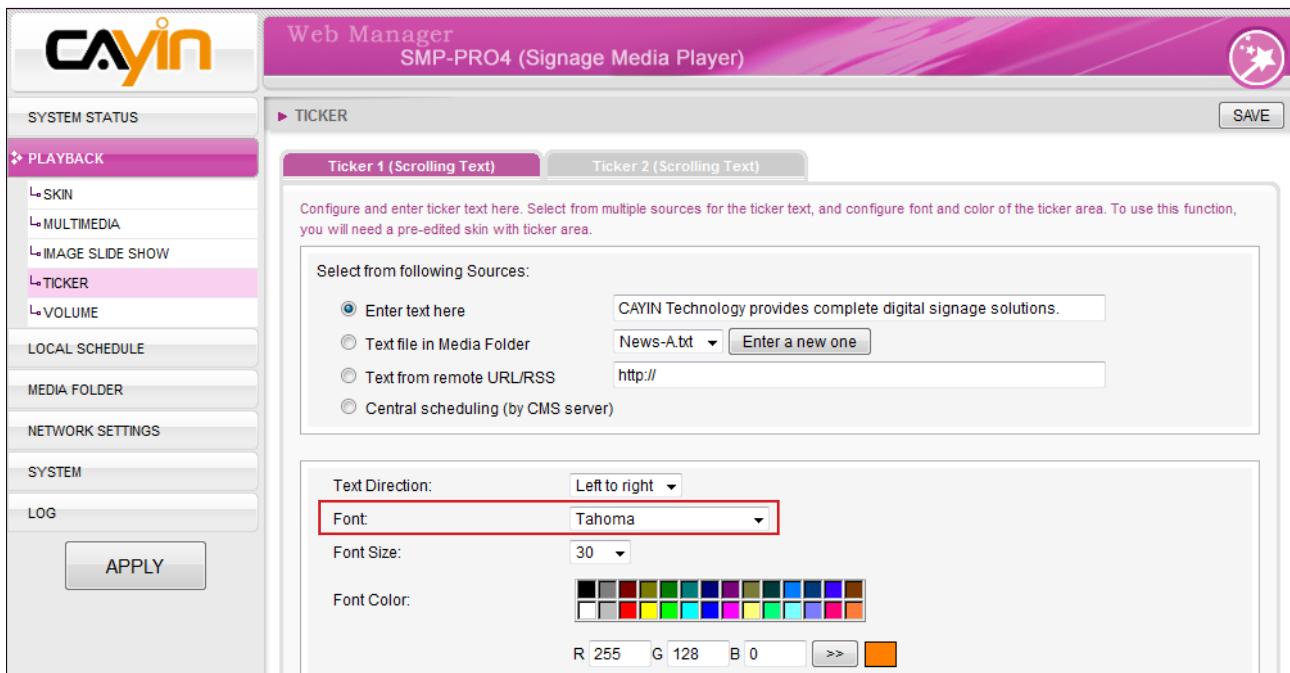 CAYIN
Web Manager
SMP-PRO4 (Signage Media Player)
SYSTEM STATUS
PLAYBACK
SKIN
MULTIMEDIA
IMAGE SLIDE SHOW
TICKER
VOLUME
LOCAL SCHEDULE
MEDIA FOLDER
NETWORK SETTINGS
SYSTEM
LOG
APPLY
TICKER SAVE
Ticker 1 (Scrolling Text) Ticker 2 (Scrolling Text)
Configure and enter ticker text here. Select from multiple sources for the ticker text, and configure font and color of the ticker area. To use this function,
you will need a pre-edited skin with ticker area.
Select from following Sources:
Enter text here CAYIN Technology provides complete digital signage solutions.
Text file in Media Folder News-A.txt Enter a new one
Text from remote URL/RSS http://
Central scheduling (by CMS server)
Text Direction: Left to right
Font: Tahoma
Font Size: 30
Font Color:
R 255 G 128 B 0 >>